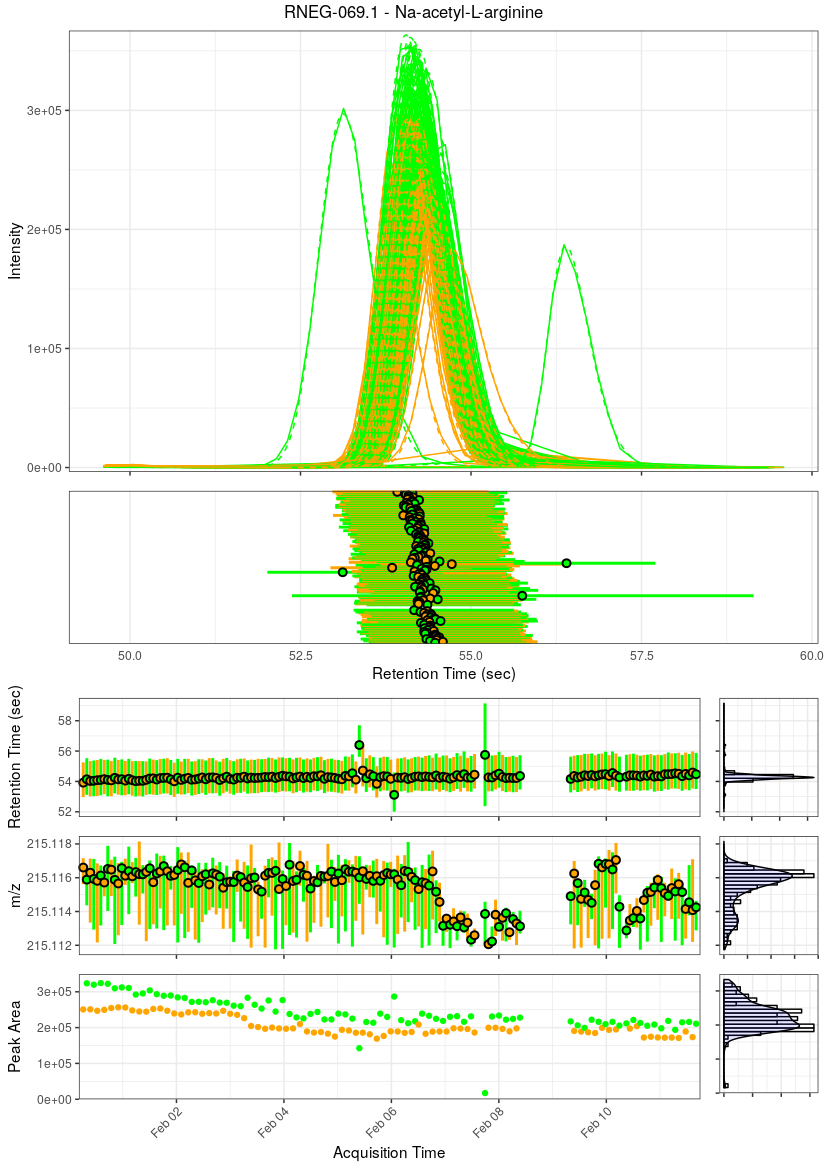 RNEG-069.1 - Na-acetyl-L-arginine
3e+05
2e+05
1e+05
0e+00
Intensity
50.0 52.5 55.0 57.5 60.0
Retention Time (sec)
58
56
54
52
Retention Time (sec)
215.118
215.116
215.114
215.112
m/z
3e+05
2e+05
1e+05
0e+00
Peak Area
Feb 02 Feb 04 Feb 06 Feb 08 Feb 10
Acquisition Time